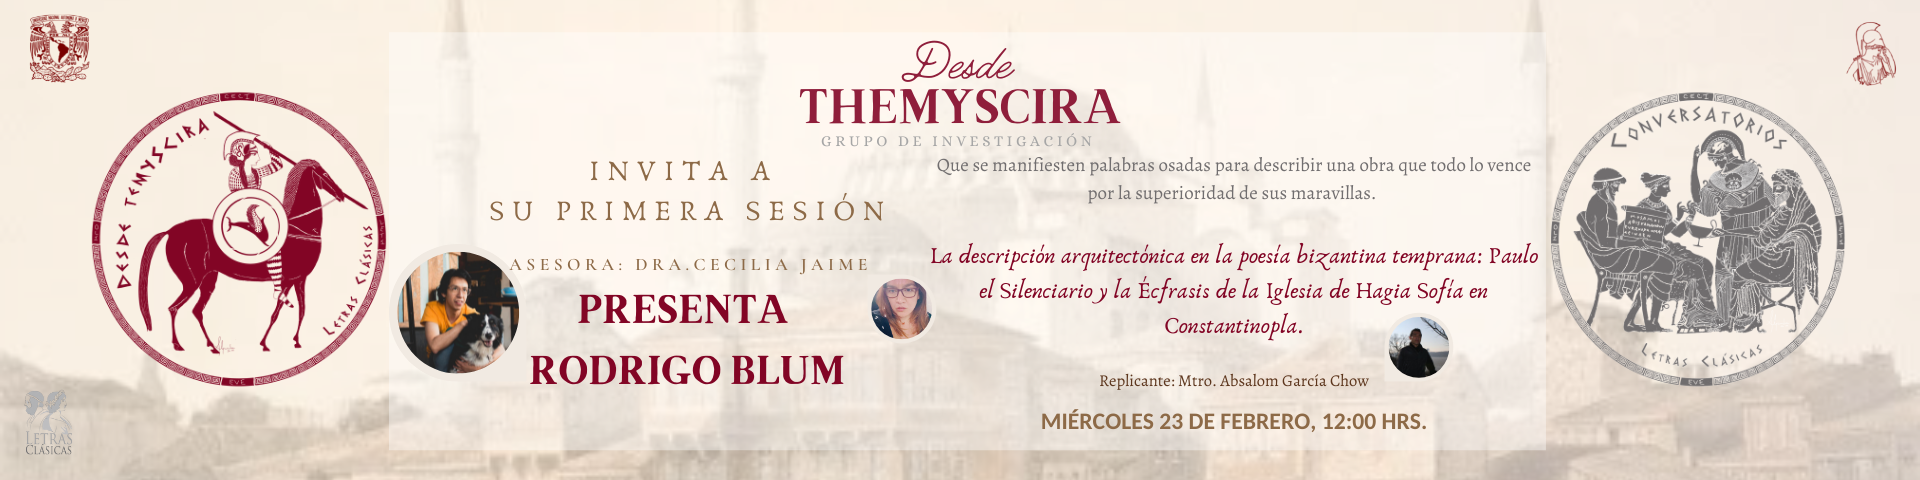 DESDE TEMYSCIRA
LETRAS CLÁSICAS
LETRAS
CLÁSICAS
Desde
THEMYSCIRA
GRUPO DE INVESTIGACIÓN
INVITA A
SU PRIMERA SESIÓN
ASESORA: DRA.CECILIA JAIME
PRESENTA
RODRIGO BLUM
Que se manifiesten palabras osadas para describir una obra que todo lo vence
por la superioridad de sus maravillas.
La descripción arquitectónica en la poesía bizantina temprana: Paulo
el Silenciario y la Écfrasis de la Iglesia de Hagia Sofía en
Constantinopla.
Replicante: Mtro. Absalom García Chow
MIÉRCOLES 23 DE FEBRERO, 12:00 HRS.
CONVERSATORIOS
LETRAS CLÁSICAS